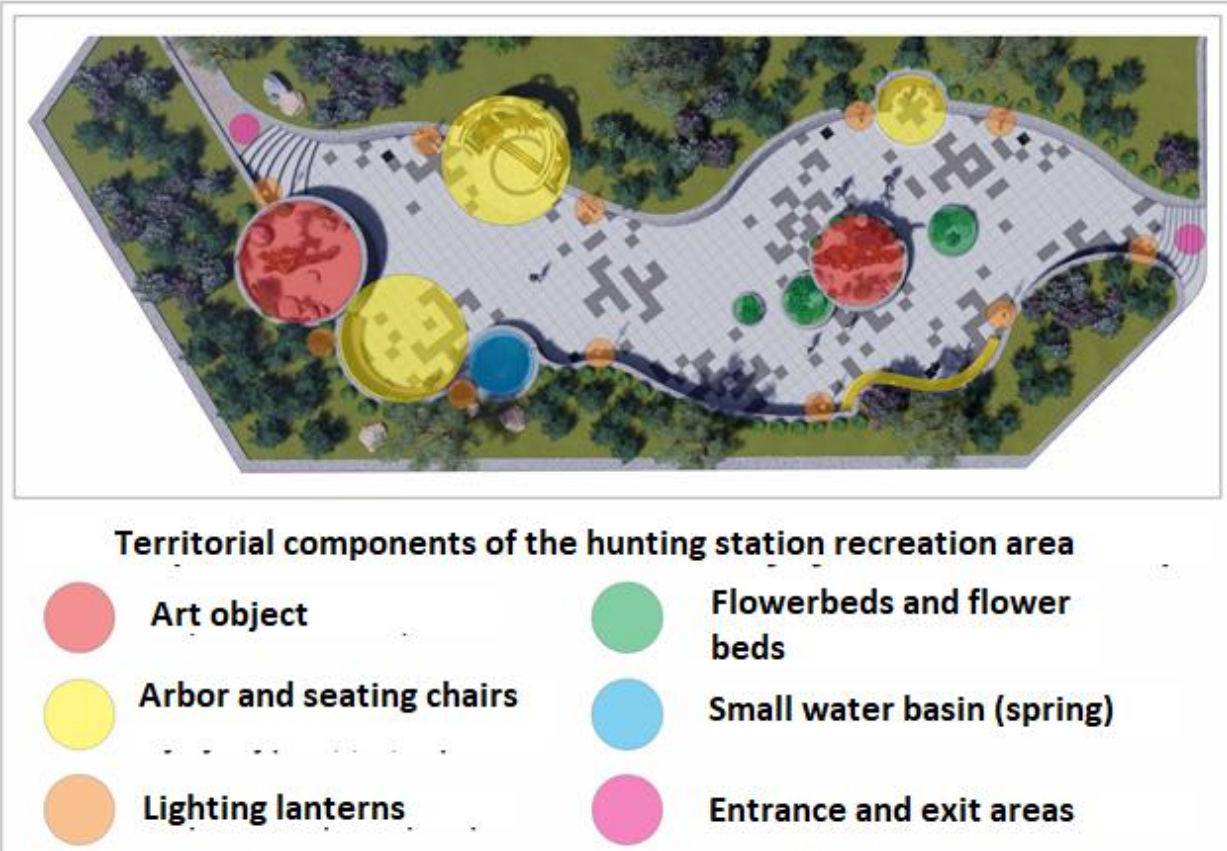 Territorial components of the hunting station recreation area
Art object
Flowerbeds and flower
beds
Arbor and seating chairs
Small water basin (spring)
Lighting lanterns
Entrance and exit areas